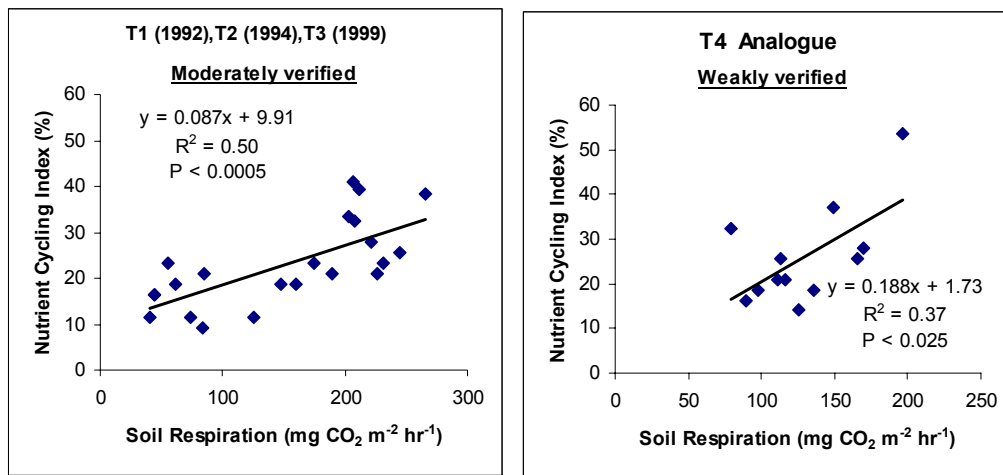 T1 (1992),T2 (1994),T3 (1999)
Moderately verified
y = 0.087x + 9.91
R² = 0.50
P < 0.0005
Nutrient Cycling Index (%)
60
50
40
30
20
10
0
0 100 200 300
Soil Respiration (mg CO₂ m⁻² hr⁻¹)
T4 Analogue
Weakly verified
Nutrient Cycling Index (%)
60
50
40
30
20
10
0
y = 0.188x + 1.73
R² = 0.37
P < 0.025
0 50 100 150 200 250
Soil Respiration (mg CO₂ m⁻² hr⁻¹)